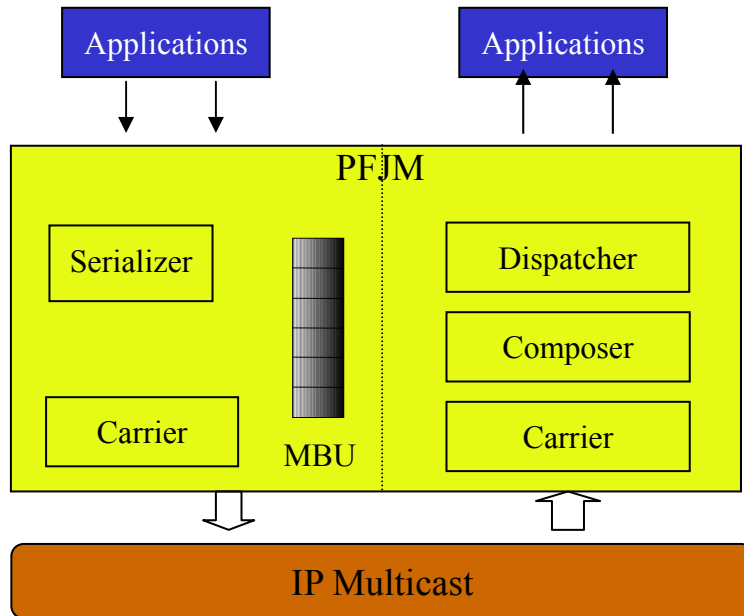 Applications
Applications
PFJM
Serializer
Carrier
MBU
Dispatcher
Composer
Carrier
IP Multicast